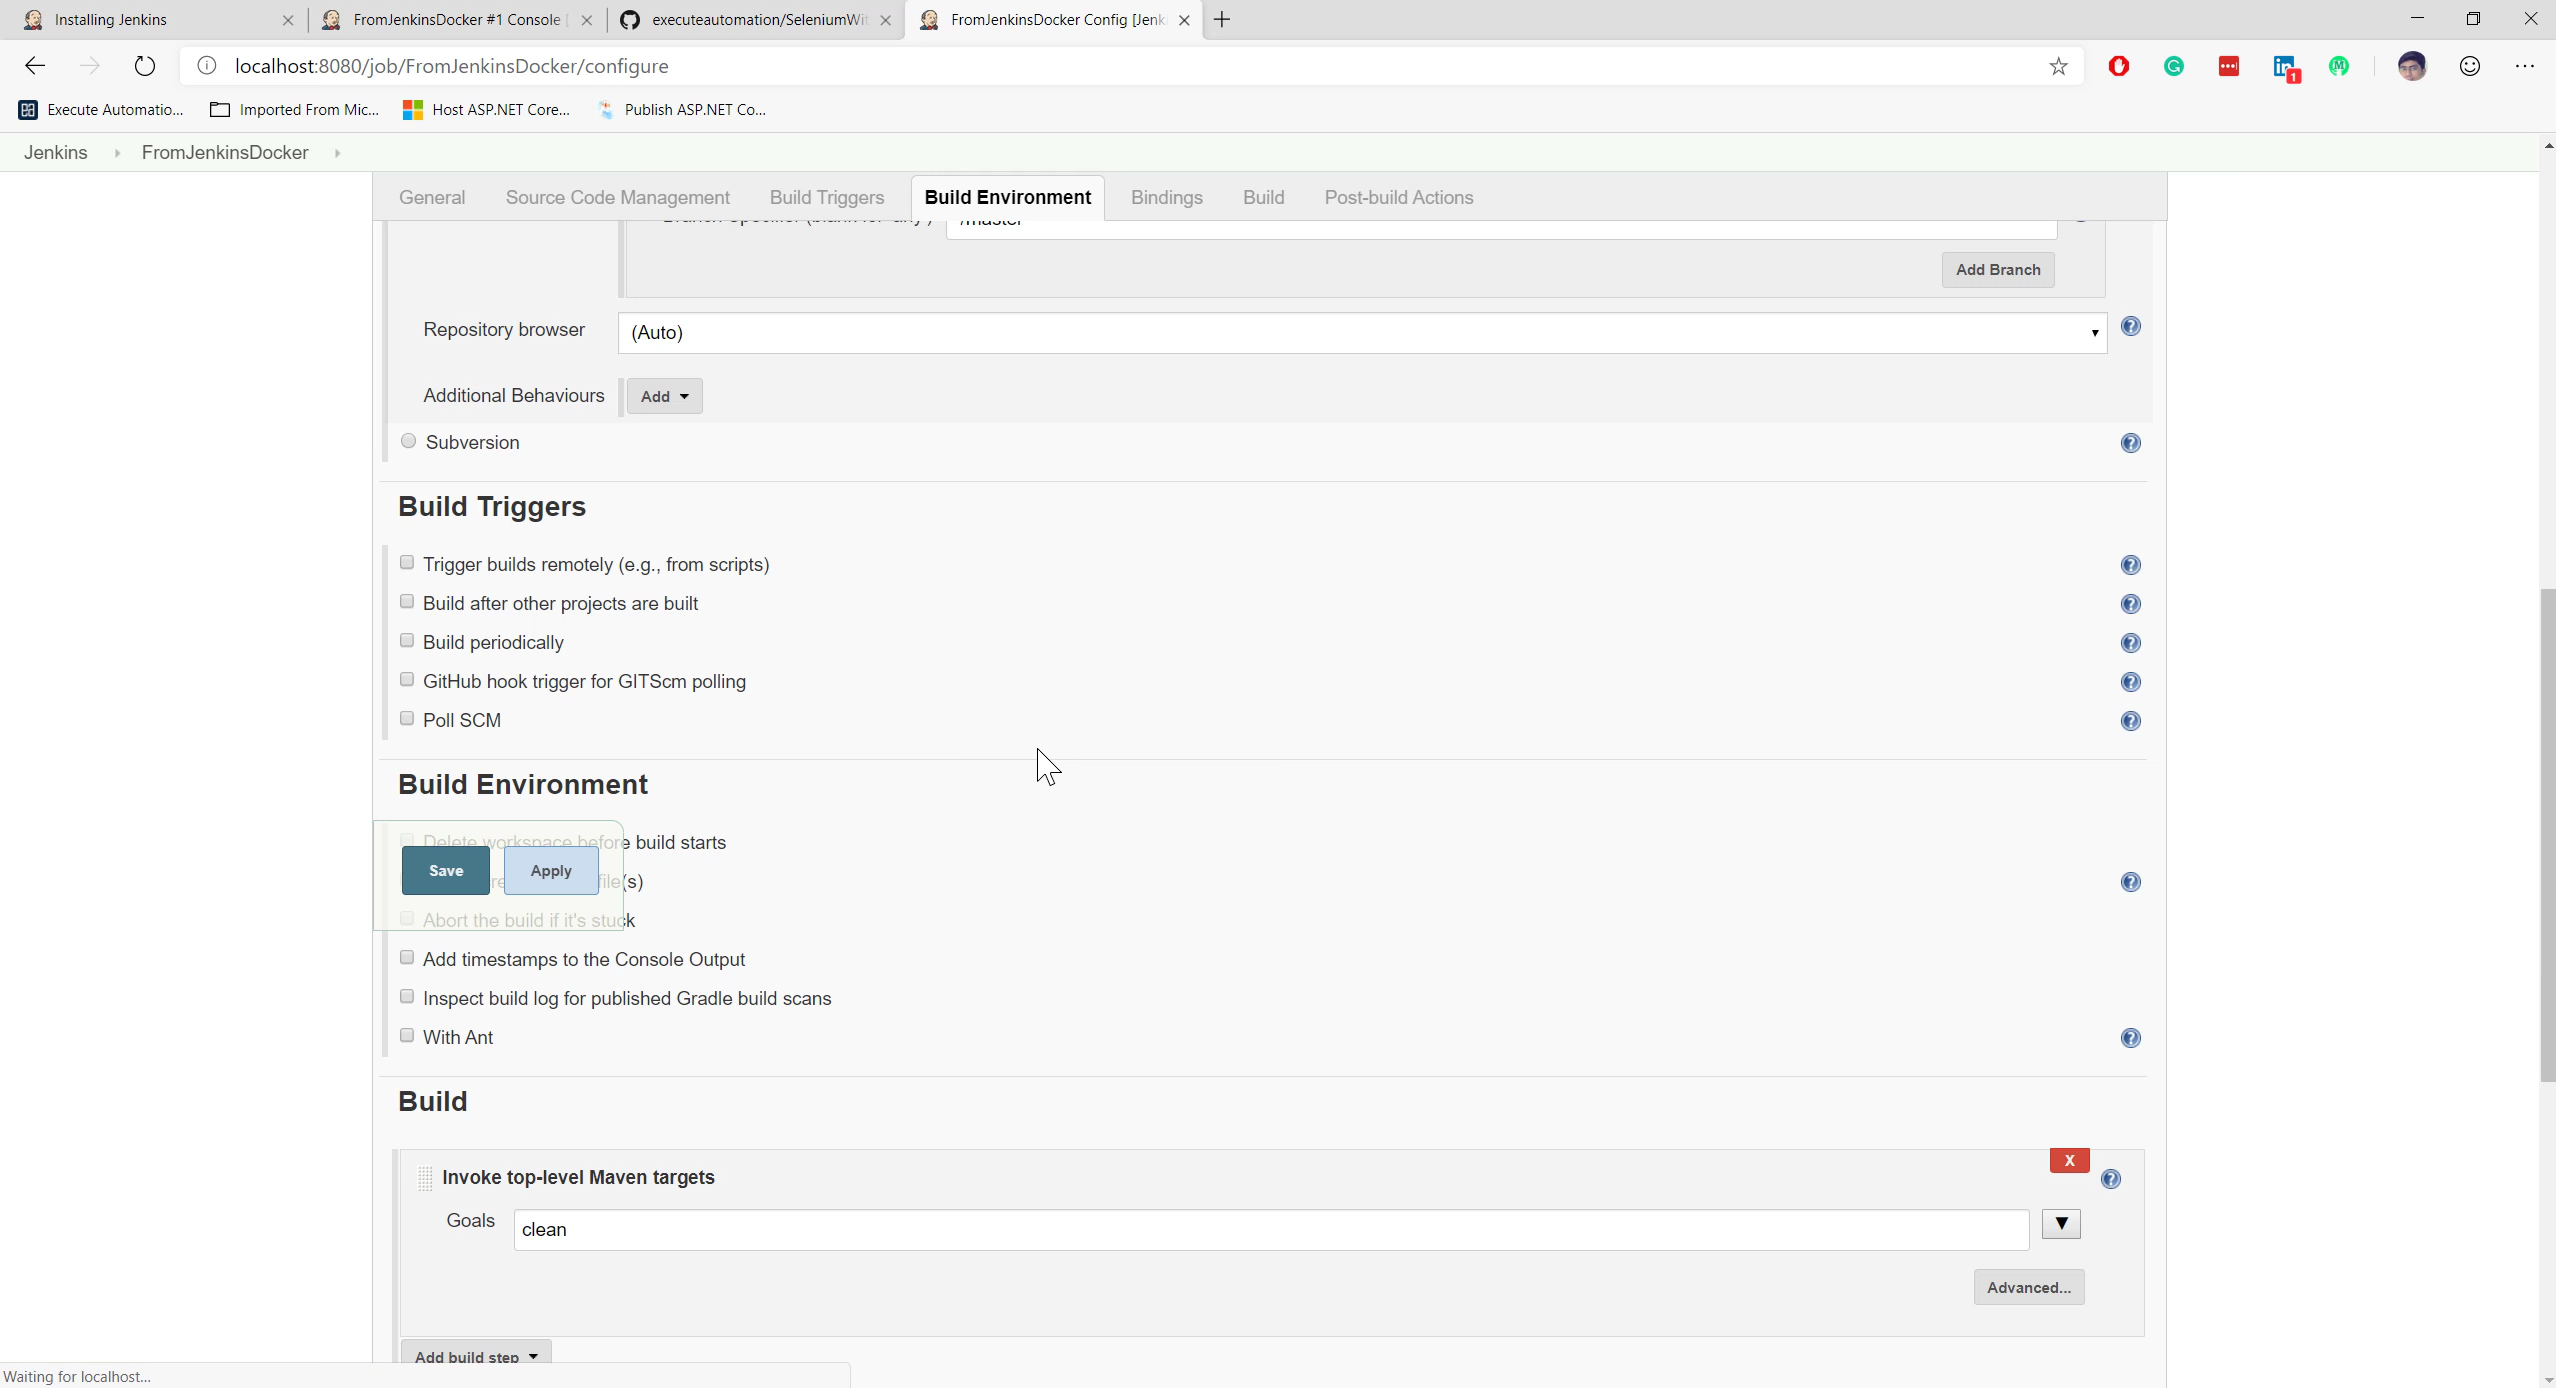 Installing Jenkins
FromJenkinsDocker #1 Console [
executeautomation/SeleniumWit
FromJenkinsDocker Config [Jenk
localhost:8080/job/FromJenkinsDocker/configure
1
Execute Automatio...
Imported From Mic...
Host ASP.NET Core...
Publish ASP.NET Co...
Jenkins
FromJenkinsDocker
General
Source Code Management
Build Triggers
Build Environment
Bindings
Build
Post-build Actions
Add Branch
Repository browser
(Auto)
Additional Behaviours
Add
Subversion
Build Triggers
Trigger builds remotely (e.g., from scripts)
Build after other projects are built
Build periodically
GitHub hook trigger for GITScm polling
Poll SCM
Build Environment
Delete workspace before build starts
Save
Apply
file(s)
Abort the build if it's stuck
Add timestamps to the Console Output
Inspect build log for published Gradle build scans
With Ant
Build
Invoke top-level Maven targets
X
Goals
clean
Advanced...
Add build step
Waiting for localhost...